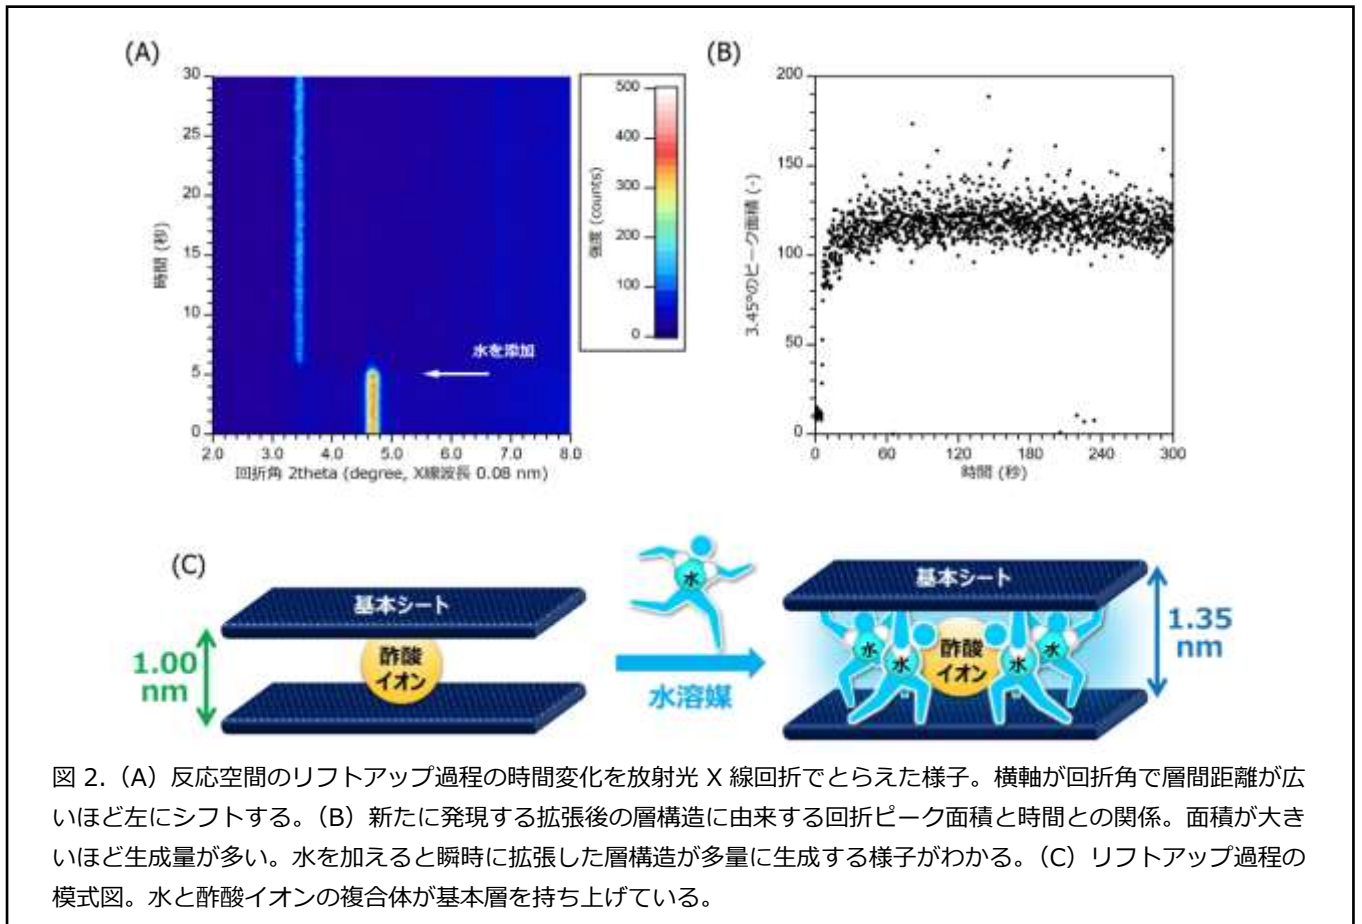 (A)
(B)
30
25
20
15
10
5
0
時間 (秒)
2.0 3.0 4.0 5.0 6.0 7.0 8.0
回折角 2theta (degree, X線波長 0.08 nm)
水を添加
500
400
300
200
100
0
強度 (counts)
200
150
100
50
0
3.45°のピーク面積 (-)
0 60 120 180 240 300
時間 (秒)
(C)
基本シート
酢酸
イオン
1.00
nm
水
水溶媒
基本シート
水
水
酢酸
イオン
水
水
1.35
nm
図 2.（A）反応空間のリフトアップ過程の時間変化を放射光 X 線回折でとらえた様子。横軸が回折角で層間距離が広
いほど左にシフトする。（B）新たに発現する拡張後の層構造に由来する回折ピーク面積と時間との関係。面積が大き
いほど生成量が多い。水を加えると瞬時に拡張した層構造が多量に生成する様子がわかる。（C）リフトアップ過程の
模式図。水と酢酸イオンの複合体が基本層を持ち上げている。